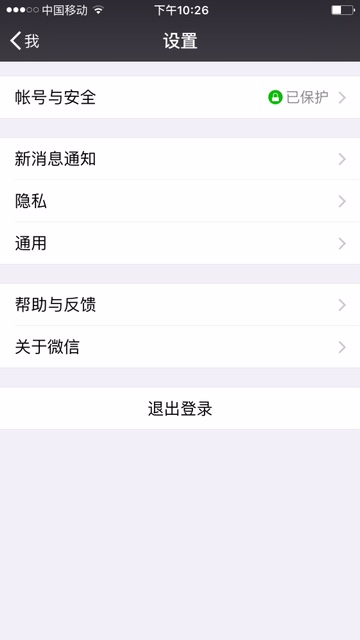 中国移动 下午10:26
我 设置
帐号与安全 已保护
新消息通知
隐私
通用
帮助与反馈
关于微信
退出登录